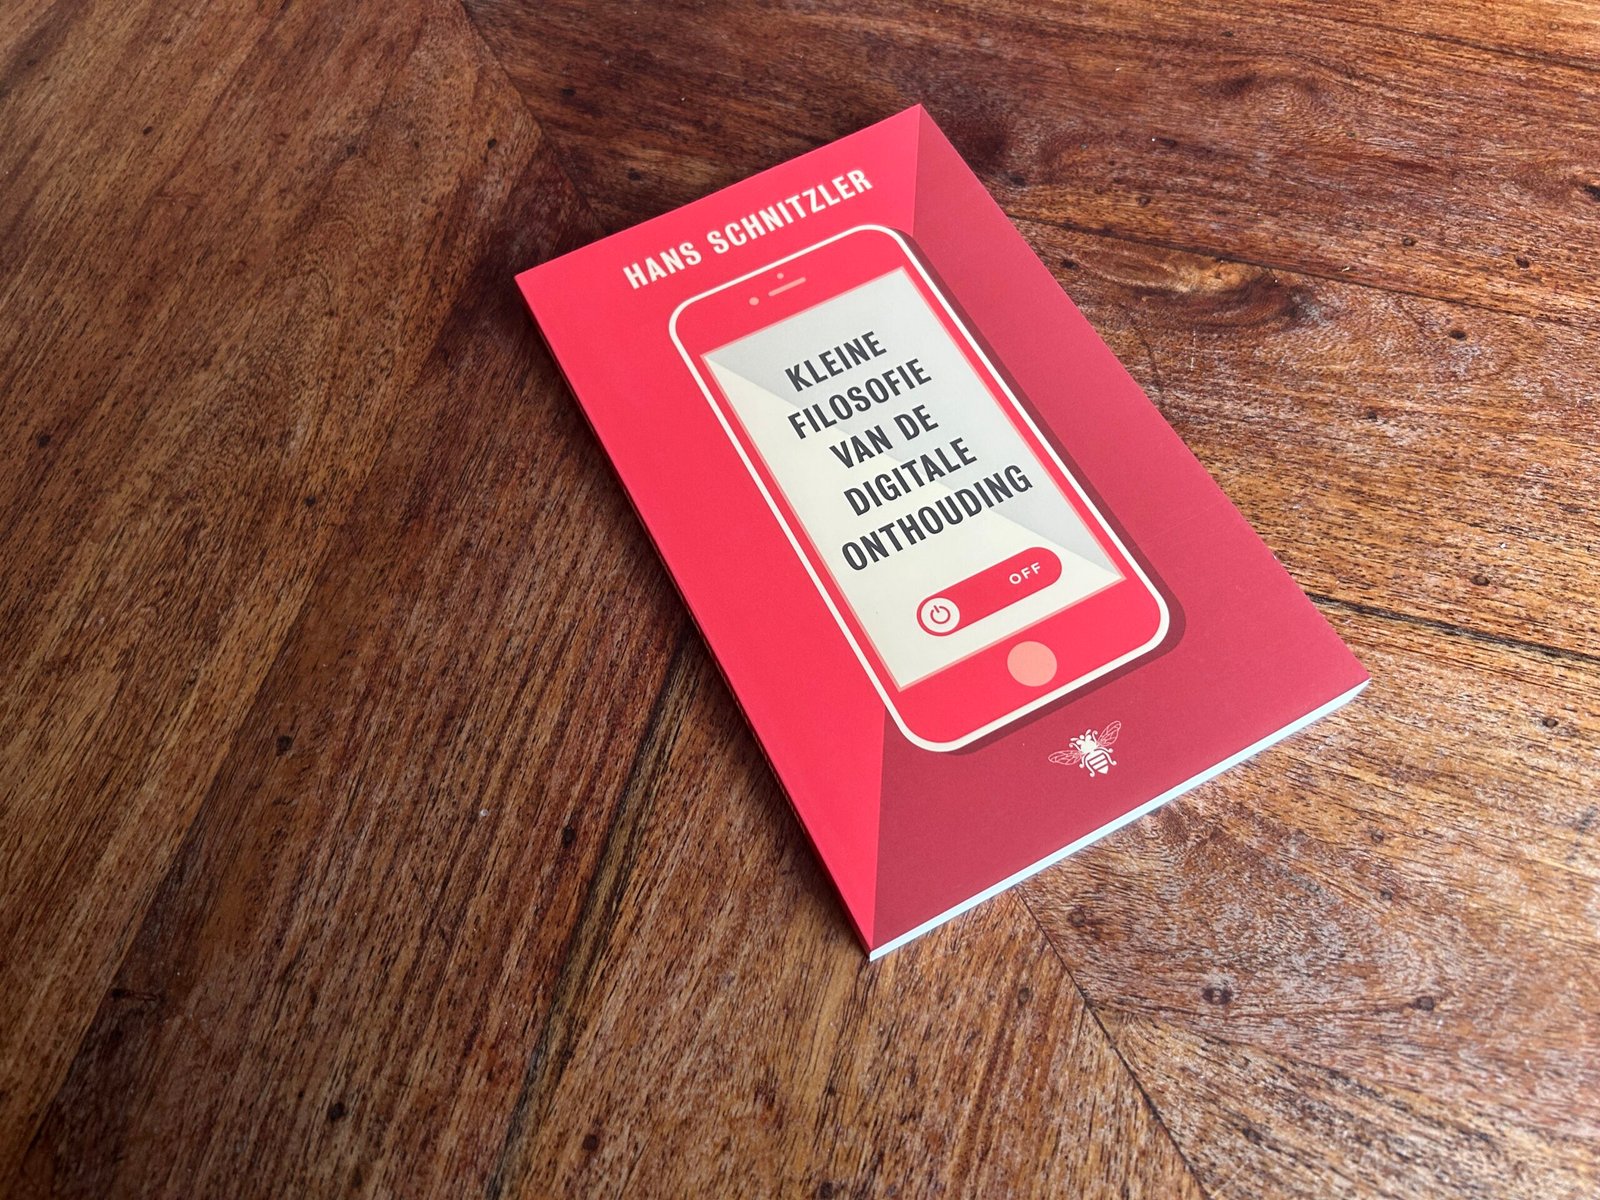 HANS SCHNITZLER
KLEINE
FILOSOFIE
VAN DE
DIGITALE
ONTHOUDING
OFF